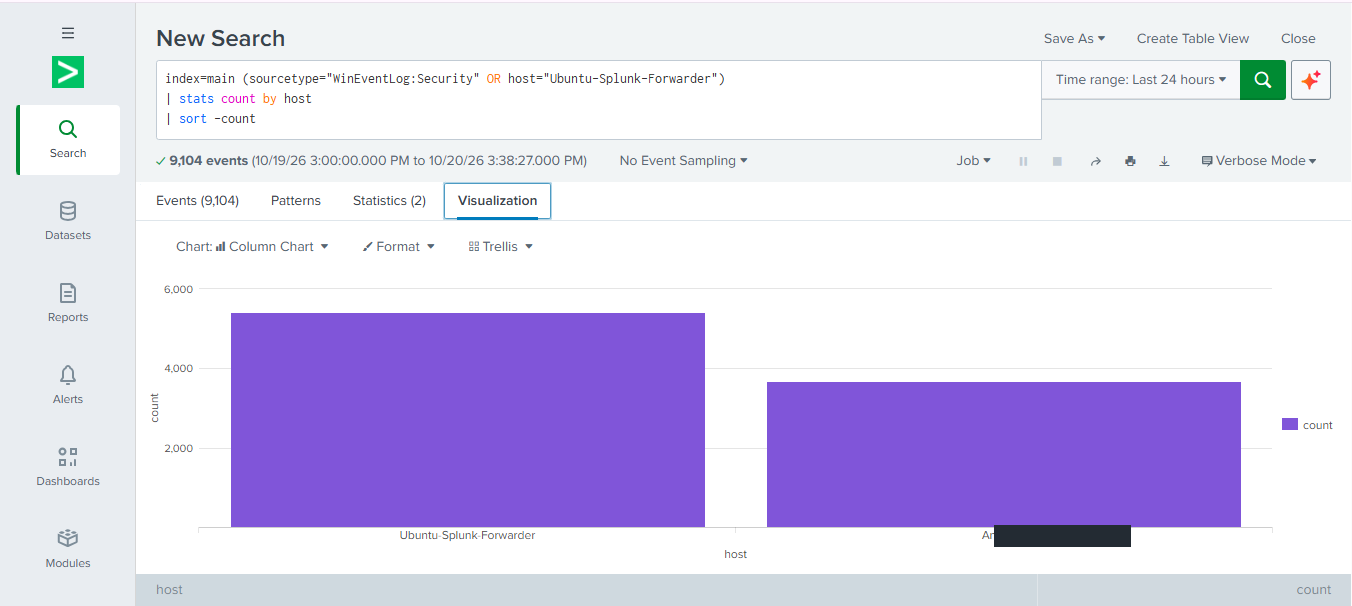 New Search
Save As Create Table View Close
index=main (sourcetype="WinEventLog:Security" OR host="Ubuntu-Splunk-Forwarder")
| stats count by host
| sort -count
Time range: Last 24 hours
9,104 events (10/19/26 3:00:00.000 PM to 10/20/26 3:38:27.000 PM) No Event Sampling Job Verbose Mode
Events (9,104) Patterns Statistics (2) Visualization
Chart: Column Chart Format Trellis
6,000
4,000
2,000
count
Ubuntu-Splunk-Forwarder
host
count
host count
Search
Datasets
Reports
Alerts
Dashboards
Modules